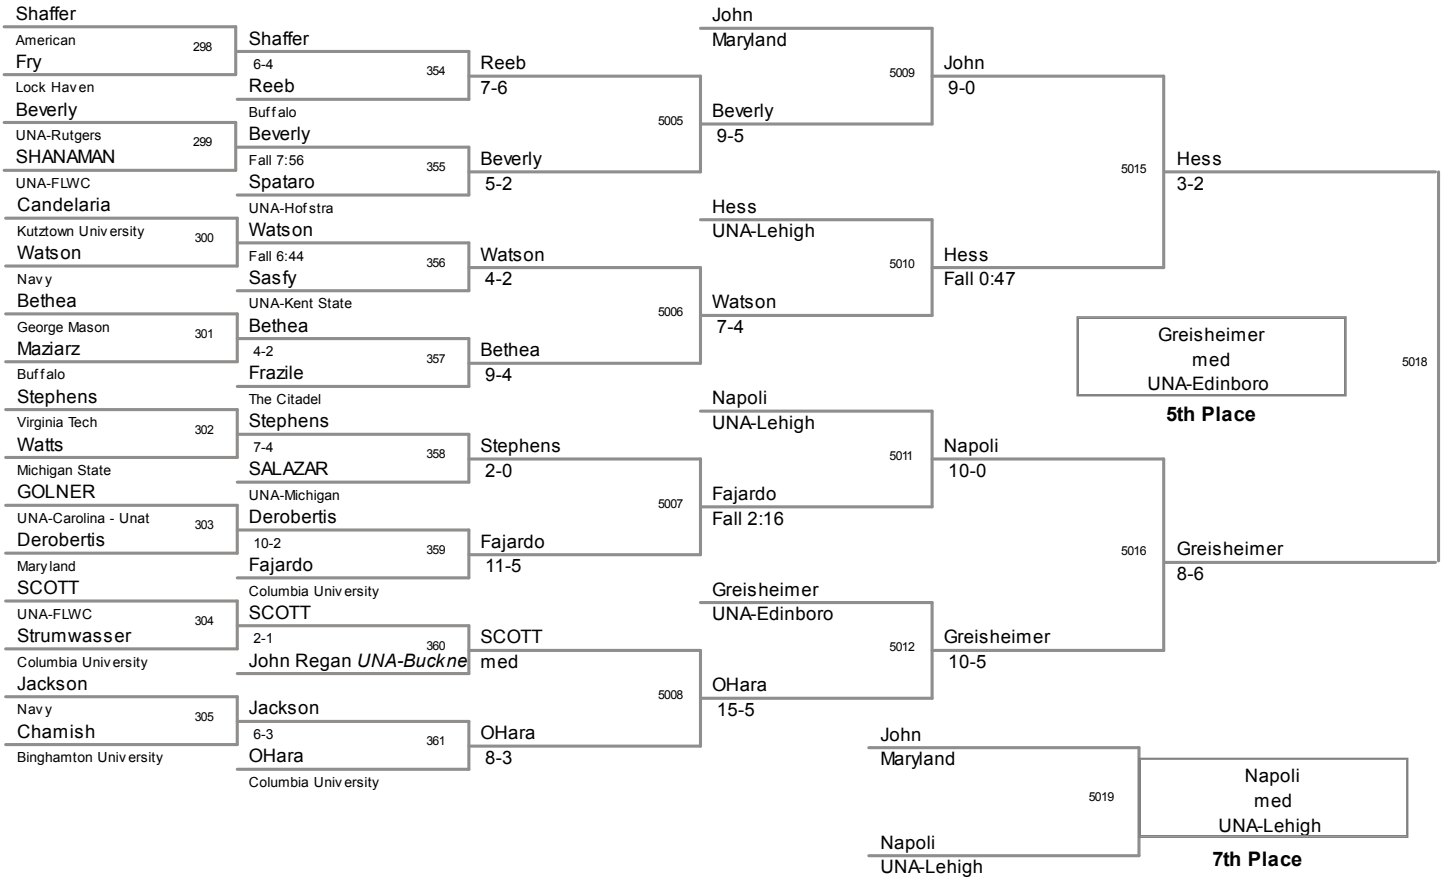 Shaffer
American
298
Fry
Lock Haven
Beverly
UNA-Rutgers
299
SHANAMAN
UNA-FLWC
Candelaria
Kutztown University
300
Watson
Navy
Bethea
George Mason
301
Maziarz
Buffalo
Stephens
Virginia Tech
302
Watts
Michigan State
GOLNER
UNA-Carolina - Unat
303
Derobertis
Maryland
SCOTT
UNA-FLWC
304
Strumwasser
Columbia University
Jackson
Navy
305
Chamish
Binghamton University
Shaffer
6-4
354
Reeb
Buffalo
Beverly
Fall 7:56
355
Spataro
UNA-Hofstra
Watson
Fall 6:44
356
Sasfy
UNA-Kent State
Bethea
4-2
357
Frazile
The Citadel
Stephens
7-4
358
SALAZAR
UNA-Michigan
Derobertis
10-2
359
Fajardo
Columbia University
SCOTT
2-1
360
John Regan UNA-Buckne
Jackson
6-3
361
OHara
Columbia University
Reeb
7-6
5005
Beverly
5-2
Watson
4-2
5006
Bethea
9-4
Stephens
2-0
5007
Fajardo
11-5
SCOTT
med
5008
OHara
8-3
John
Maryland
5009
Beverly
9-5
Hess
UNA-Lehigh
5010
Watson
7-4
Napoli
UNA-Lehigh
5011
Fajardo
Fall 2:16
Greisheimer
UNA-Edinboro
5012
OHara
15-5
John
9-0
5015
Hess
Fall 0:47
Napoli
10-0
5016
Greisheimer
10-5
Hess
3-2
5018
Greisheimer
8-6
Greisheimer
med
UNA-Edinboro
5th Place
John
Maryland
5019
Napoli
UNA-Lehigh
Napoli
med
UNA-Lehigh
7th Place